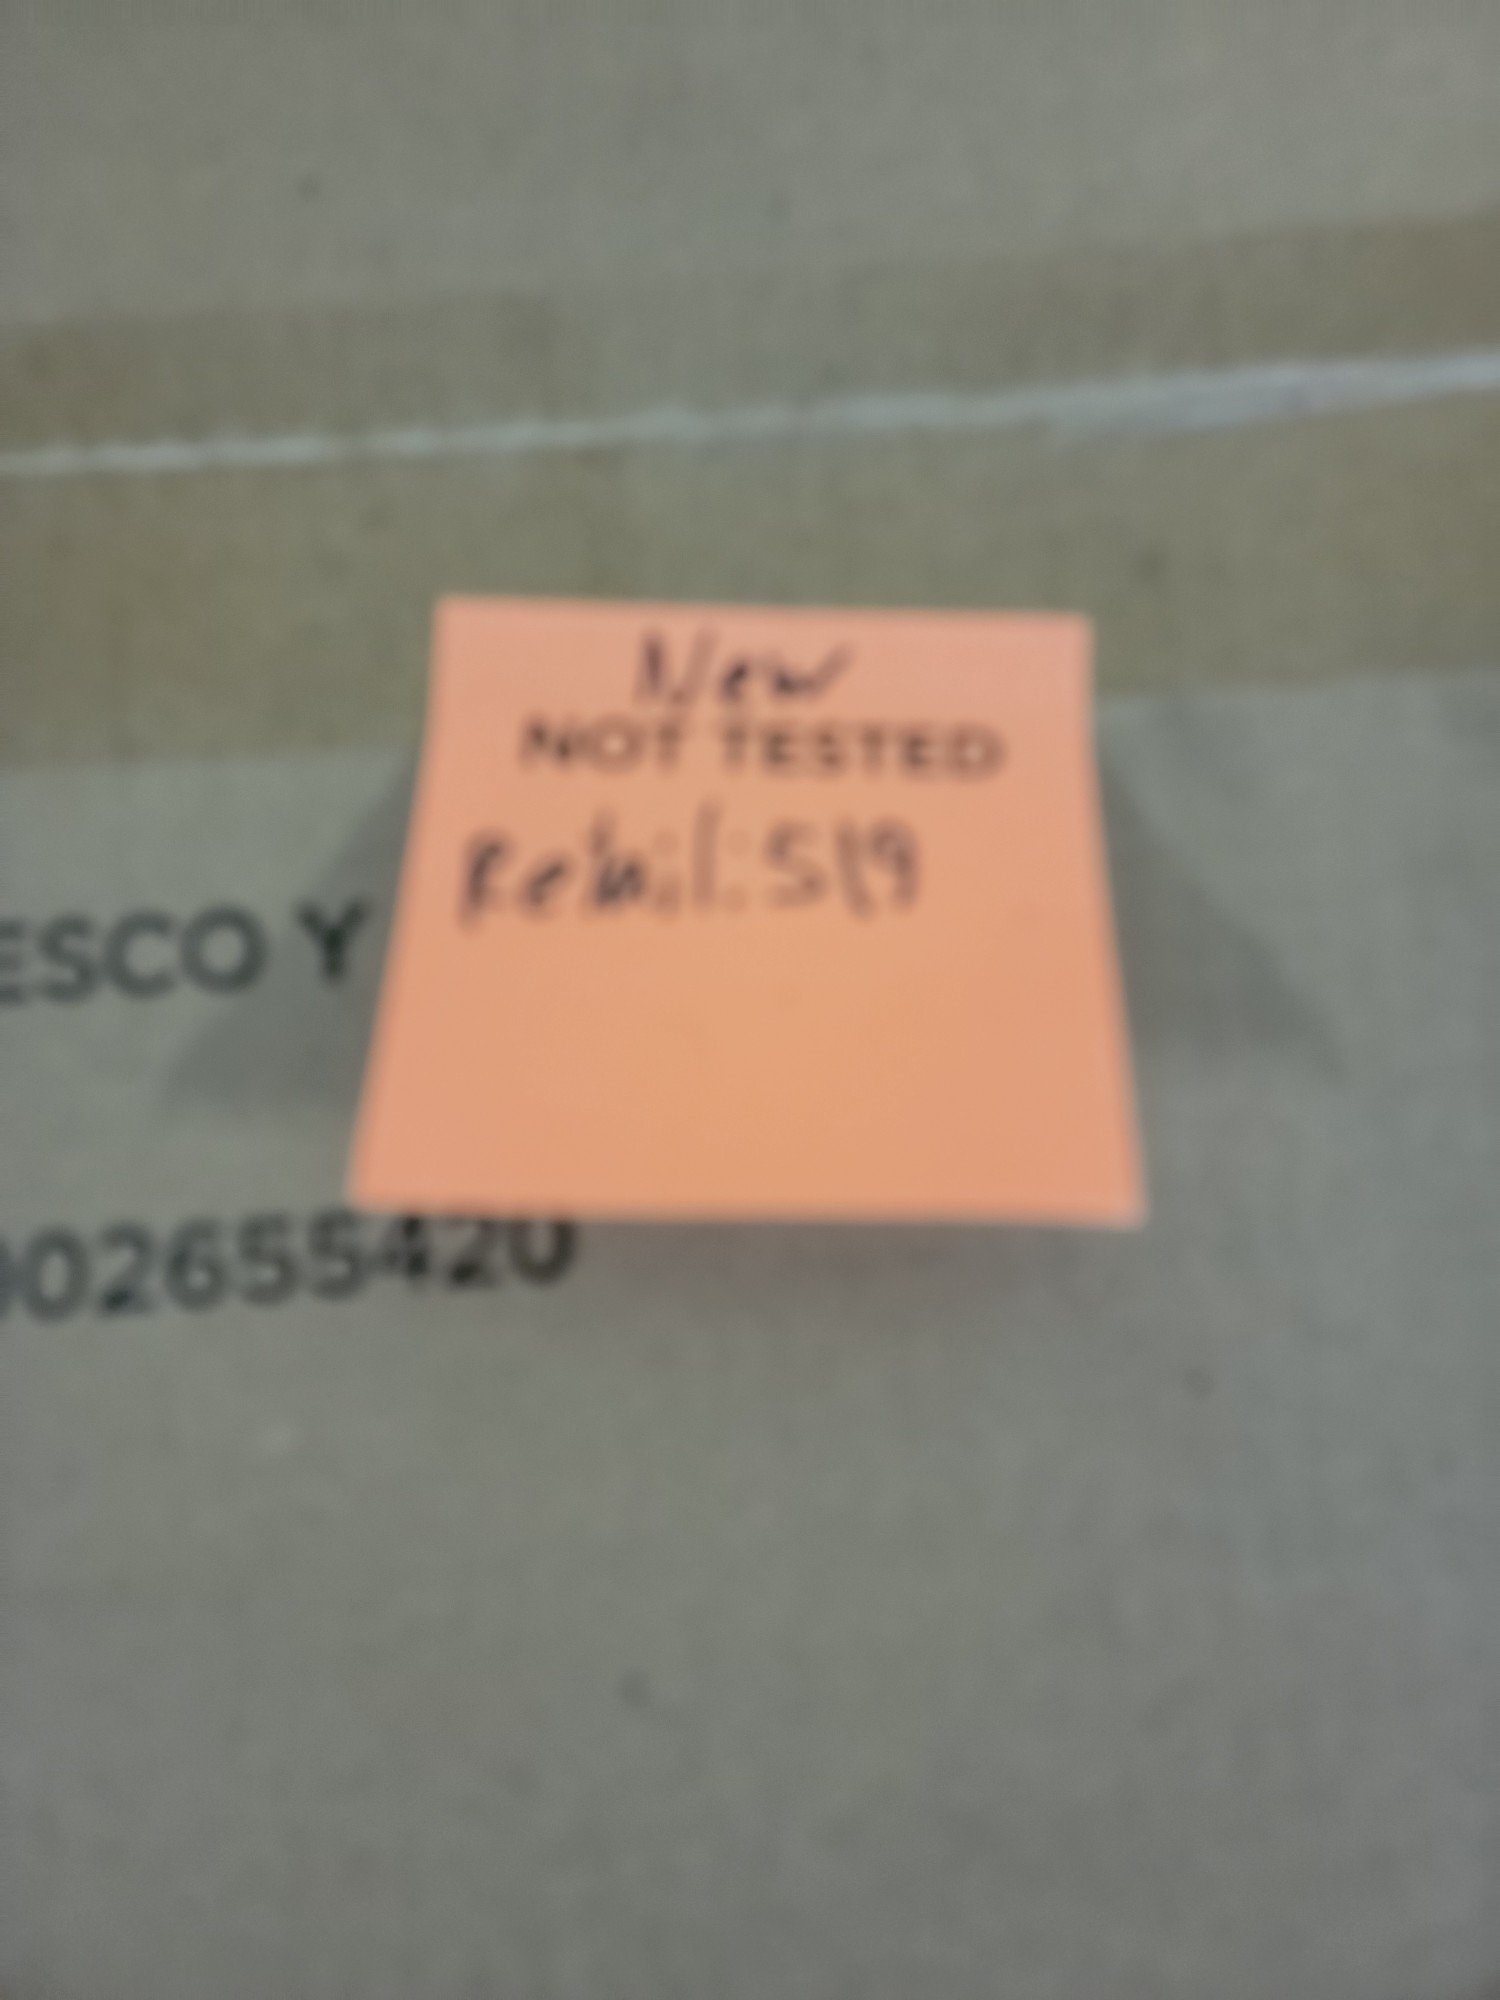 New
NOT TESTED
Retail: 519
ESCO Y
02655420